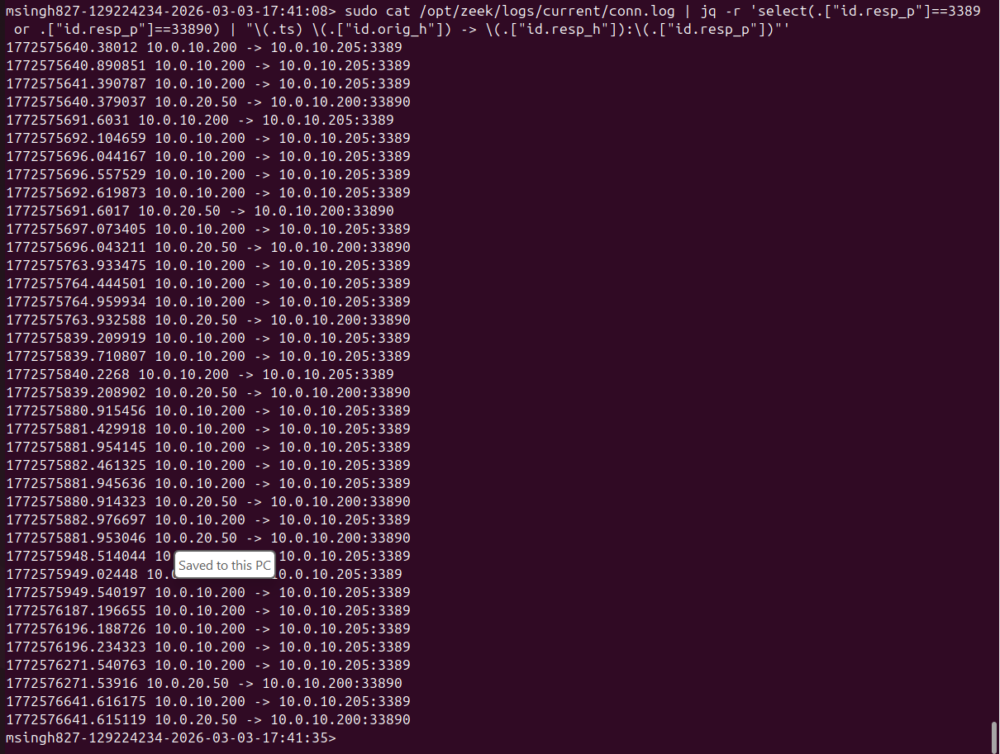 msingh827-129224234-2026-03-03-17:41:08> sudo cat /opt/zeek/logs/current/conn.log | jq -r 'select(.["id.resp_p"]==3389
 or .["id.resp_p"]==33890) | "\(.ts) \(.["id.orig_h"]) -> \(.["id.resp_h"]):\(.["id.resp_p"])"'
1772575640.38012 10.0.10.200 -> 10.0.10.205:3389
1772575640.890851 10.0.10.200 -> 10.0.10.205:3389
1772575641.390787 10.0.10.200 -> 10.0.10.205:3389
1772575640.379037 10.0.20.50 -> 10.0.10.200:33890
1772575691.6031 10.0.10.200 -> 10.0.10.205:3389
1772575692.104659 10.0.10.200 -> 10.0.10.205:3389
1772575696.044167 10.0.10.200 -> 10.0.10.205:3389
1772575696.557529 10.0.10.200 -> 10.0.10.205:3389
1772575692.619873 10.0.10.200 -> 10.0.10.205:3389
1772575691.6017 10.0.20.50 -> 10.0.10.200:33890
1772575697.073405 10.0.10.200 -> 10.0.10.205:3389
1772575696.043211 10.0.20.50 -> 10.0.10.200:33890
1772575763.933475 10.0.10.200 -> 10.0.10.205:3389
1772575764.444501 10.0.10.200 -> 10.0.10.205:3389
1772575764.959934 10.0.10.200 -> 10.0.10.205:3389
1772575763.932588 10.0.20.50 -> 10.0.10.200:33890
1772575839.209919 10.0.10.200 -> 10.0.10.205:3389
1772575839.710807 10.0.10.200 -> 10.0.10.205:3389
1772575840.2268 10.0.10.200 -> 10.0.10.205:3389
1772575839.208902 10.0.20.50 -> 10.0.10.200:33890
1772575880.915456 10.0.10.200 -> 10.0.10.205:3389
1772575881.429918 10.0.10.200 -> 10.0.10.205:3389
1772575881.954145 10.0.10.200 -> 10.0.10.205:3389
1772575882.461325 10.0.10.200 -> 10.0.10.205:3389
1772575881.945636 10.0.10.200 -> 10.0.10.205:3389
1772575880.914323 10.0.20.50 -> 10.0.10.200:33890
1772575882.976697 10.0.10.200 -> 10.0.10.205:3389
1772575881.953046 10.0.20.50 -> 10.0.10.200:33890
1772575948.514044 10. 10.0.10.205:3389
Saved to this PC
1772575949.02448 10. 0.0.10.205:3389
1772575949.540197 10.0.10.200 -> 10.0.10.205:3389
1772576187.196655 10.0.10.200 -> 10.0.10.205:3389
1772576196.188726 10.0.10.200 -> 10.0.10.205:3389
1772576196.234323 10.0.10.200 -> 10.0.10.205:3389
1772576271.540763 10.0.10.200 -> 10.0.10.205:3389
1772576271.53916 10.0.20.50 -> 10.0.10.200:33890
1772576641.616175 10.0.10.200 -> 10.0.10.205:3389
1772576641.615119 10.0.20.50 -> 10.0.10.200:33890
msingh827-129224234-2026-03-03-17:41:35>